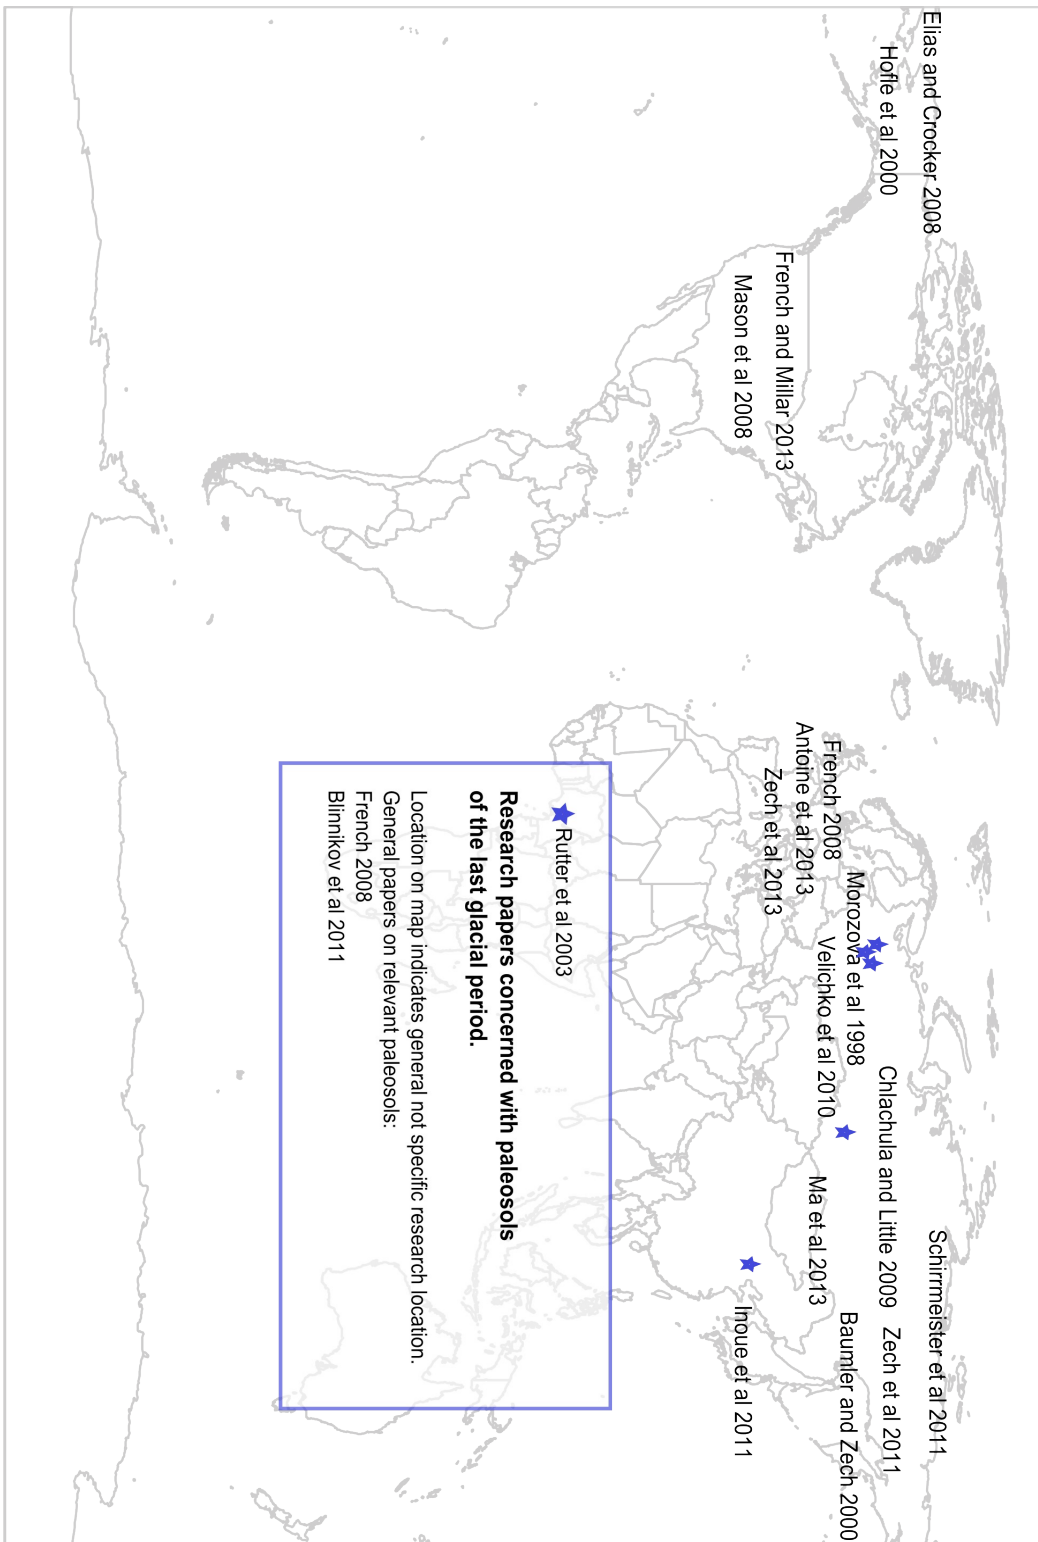 Elias and Crocker 2008
Hofle et al 2000
French and Millar 2013
Mason et al 2008
Schirrmeister et al 2011
Chlachula and Little 2009
Zech et al 2011
Morozova et al 1998
Baumler and Zech 2000
French 2008
Velichko et al 2010
Antoine et al 2013
Ma et al 2013
Zech et al 2013
Inoue et al 2011
Rutter et al 2003
Research papers concerned with paleosols
of the last glacial period.
Location on map indicates general not specific research location.
General papers on relevant paleosols:
French 2008
Blinnikov et al 2011